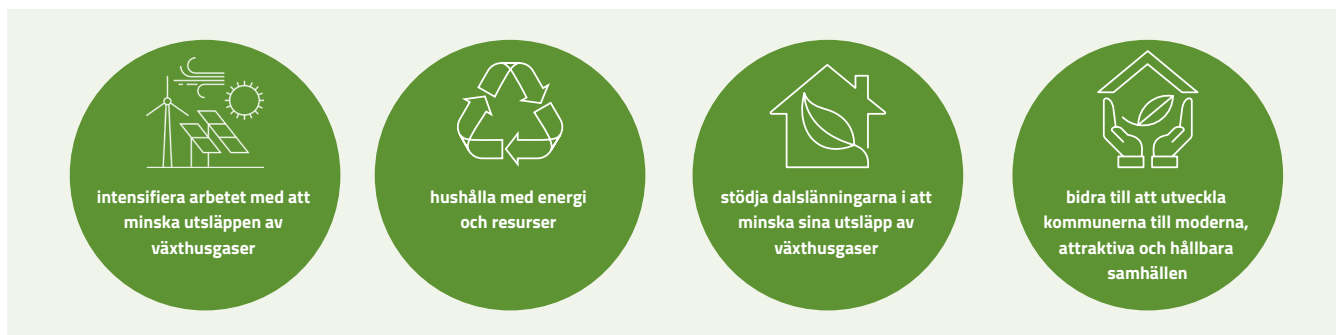 intensifiera arbetet med att
minska utsläppen av
växthusgaser
hushålla med energi
och resurser
stödja dalslänningarna i att
minska sina utsläpp av
växthusgaser
bidra till att utveckla
kommunerna till moderna,
attraktiva och hållbara
samhällen